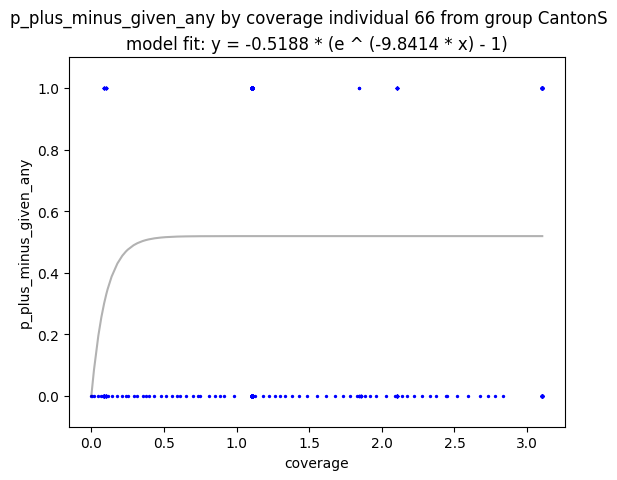 p_plus_minus_given_any by coverage individual 66 from group CantonS
model fit: y = -0.5188 * (e ^ (-9.8414 * x) - 1)
1.0
0.8
0.6
0.4
0.2
0.0
p_plus_minus_given_any
0.0 0.5 1.0 1.5 2.0 2.5 3.0
coverage